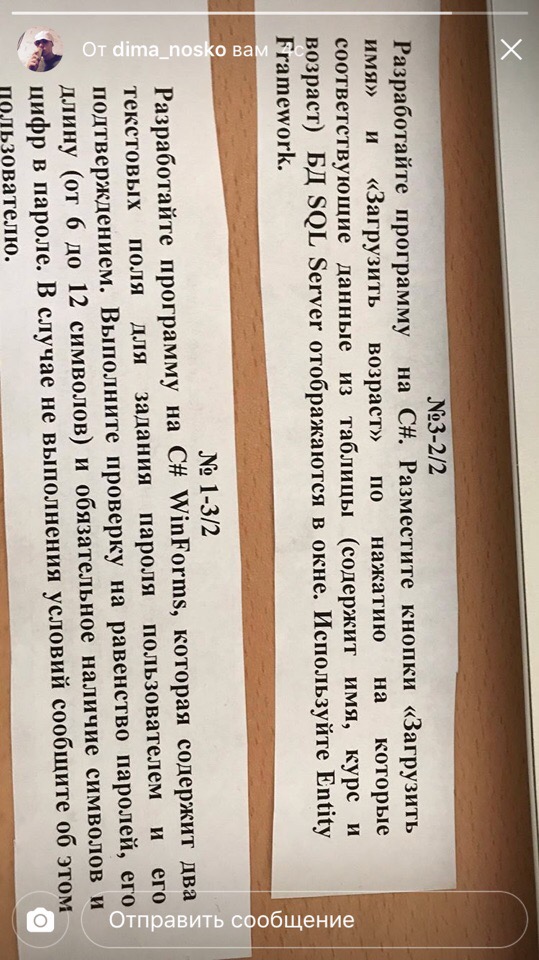 №3-2/2
Разработайте программу на C#. Разместите кнопки «Загрузить
имя» и «Загрузить возраст» по нажатию на которые
соответствующие данные из таблицы (содержит имя, курс и
возраст) БД SQL Server отображаются в окне. Используйте Entity
Framework.
№ 1-3/2
Разработайте программу на C# WinForms, которая содержит два
текстовых поля для задания пароля пользователем и его
подтверждением. Выполните проверку на равенство паролей, его
длину (от 6 до 12 символов) и обязательное наличие символов и
цифр в пароле. В случае не выполнения условий сообщите об этом
пользователю.
От dima_nosko вам
Отправить сообщение